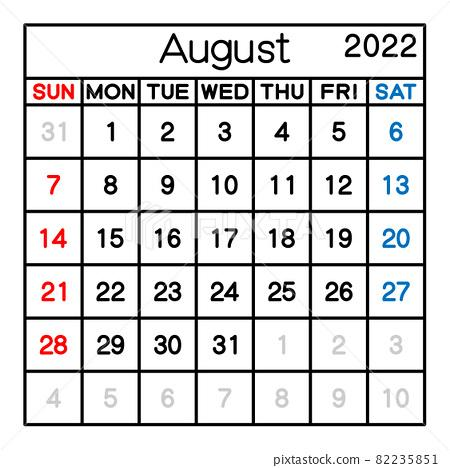 August 2022
SUN MON TUE WED THU FRI SAT
31 1 2 3 4 5 6
7 8 9 10 11 12 13
14 15 16 17 18 19 20
21 22 23 24 25 26 27
28 29 30 31 1 2 3
4 5 6 7 8 9 10
PIXTA
82235851